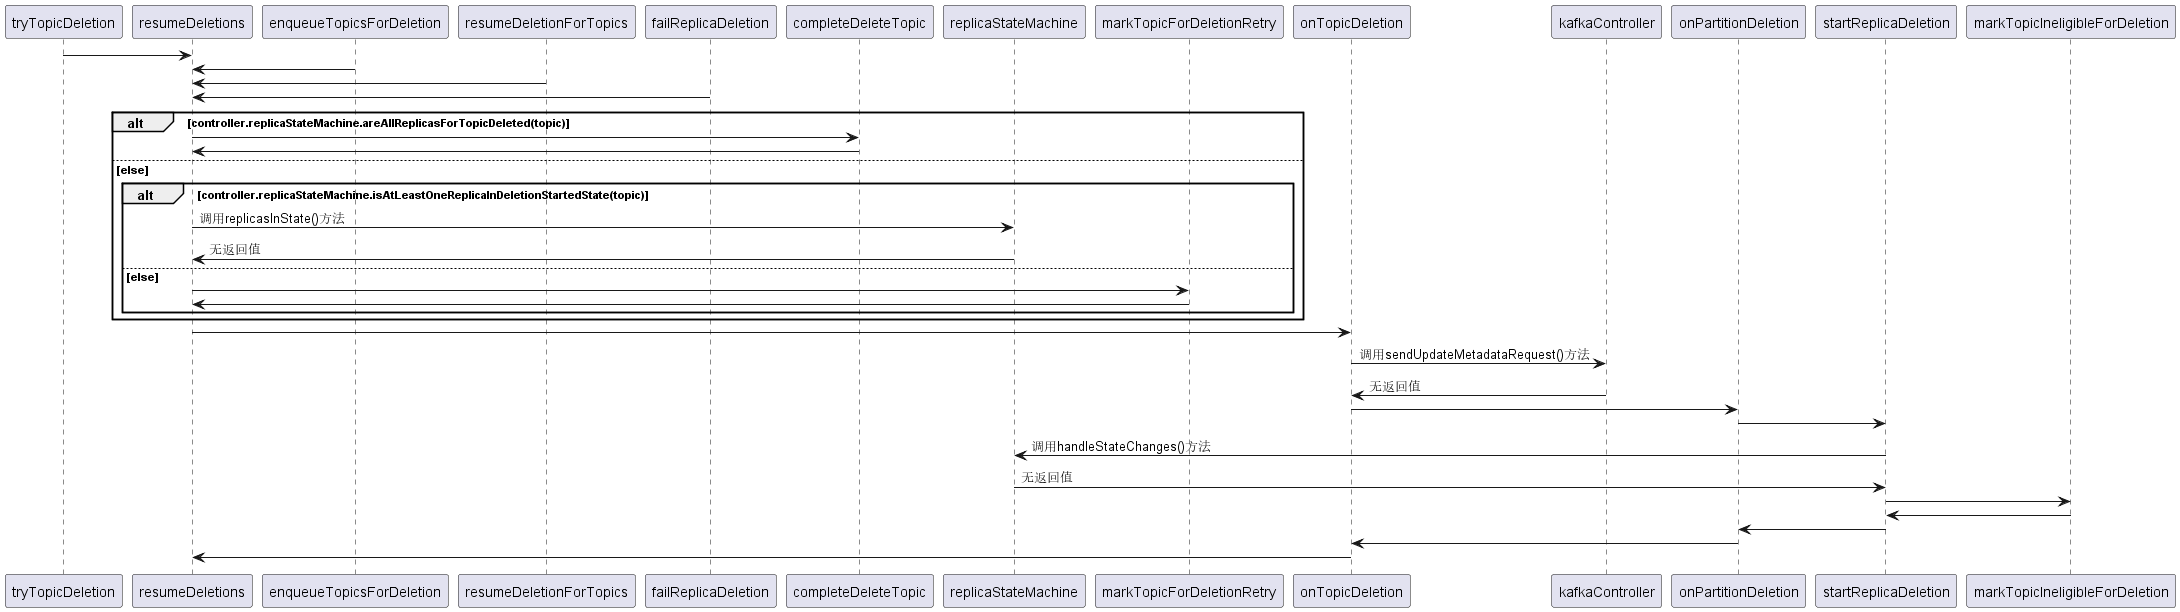 tryTopicDeletion resumeDeletions enqueueTopicsForDeletion resumeDeletionForTopics failReplicaDeletion completeDeleteTopic replicaStateMachine markTopicForDeletionRetry onTopicDeletion kafkaController onPartitionDeletion startReplicaDeletion markTopicIneligibleForDeletion
alt [controller.replicaStateMachine.areAllReplicasForTopicDeleted(topic)]
[else]
alt [controller.replicaStateMachine.isAtLeastOneReplicaInDeletionStartedState(topic)]
调用replicasInState()方法
无返回值
[else]
调用sendUpdateMetadataRequest()方法
无返回值
调用handleStateChanges()方法
无返回值
tryTopicDeletion resumeDeletions enqueueTopicsForDeletion resumeDeletionForTopics failReplicaDeletion completeDeleteTopic replicaStateMachine markTopicForDeletionRetry onTopicDeletion kafkaController onPartitionDeletion startReplicaDeletion markTopicIneligibleForDeletion